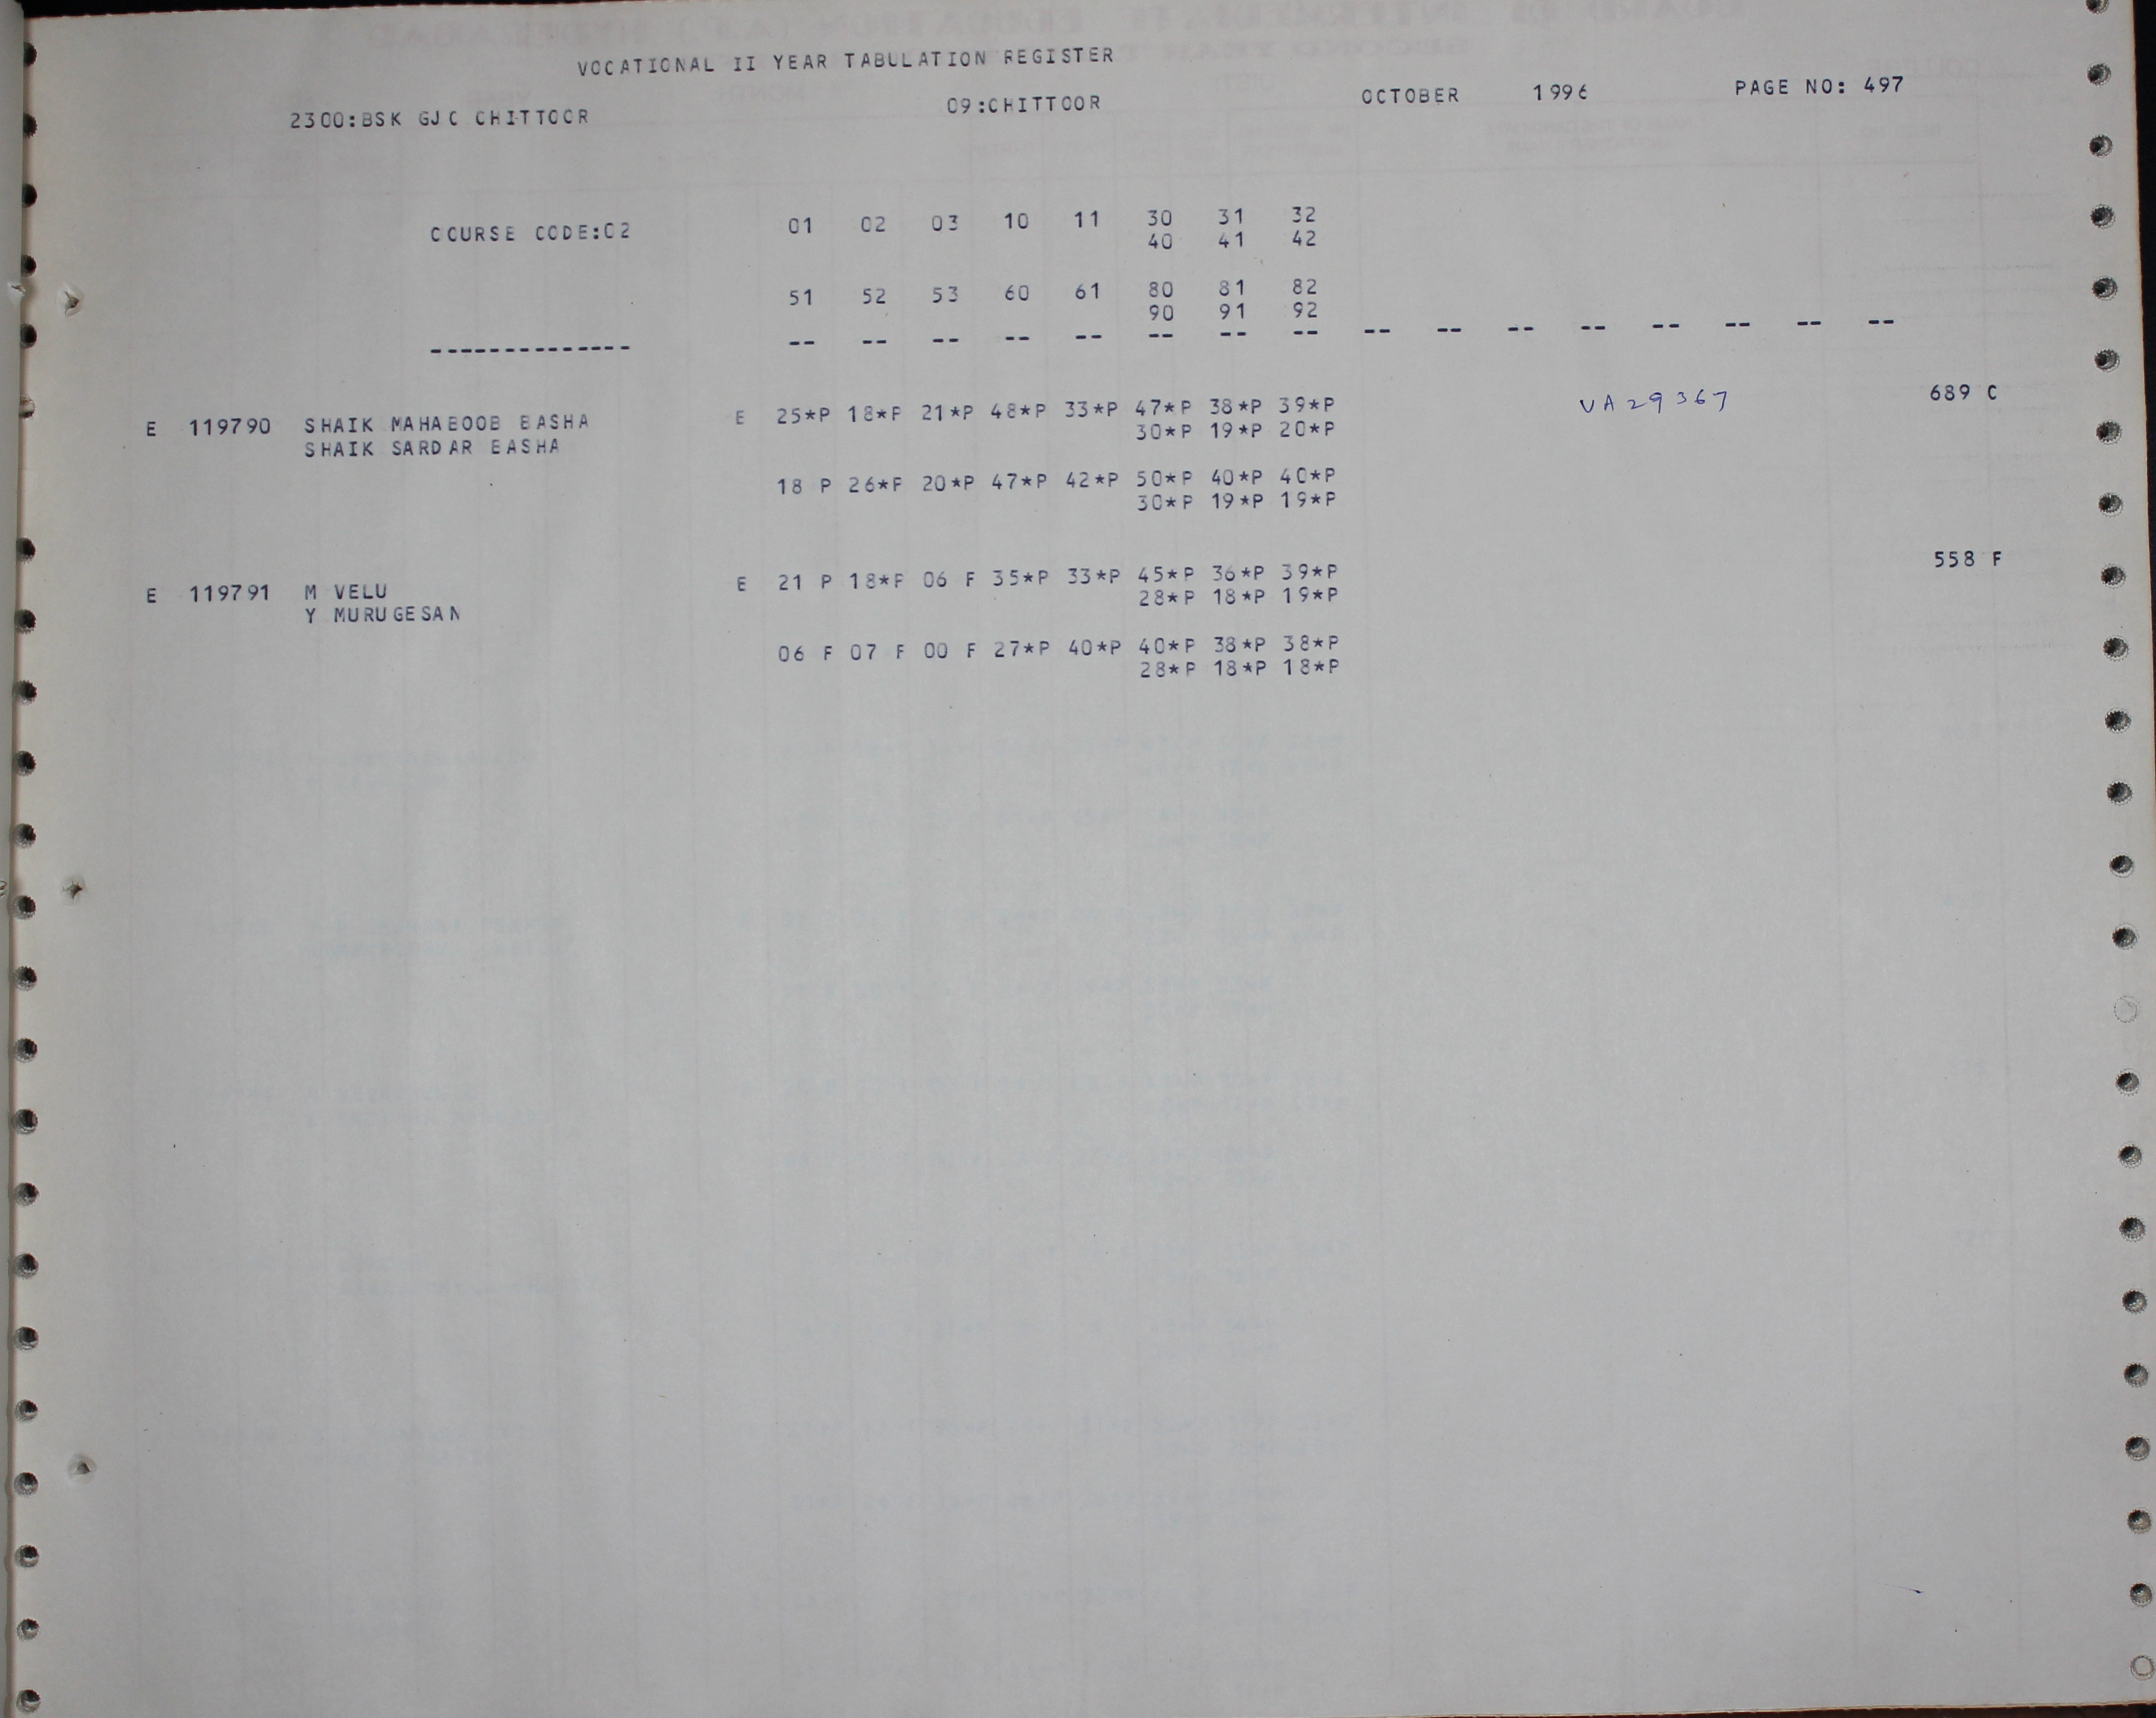 VOCATIONAL II YEAR TABULATION REGISTER
2300:BSK GJC CHITTOOR 09:CHITTOOR OCTOBER 1996 PAGE NO: 497
COURSE CODE:02 01 02 03 10 11 30 31 32
40 41 42
51 52 53 60 61 80 81 82
90 91 92
-------------- -- -- -- -- -- -- -- -- -- -- -- -- -- -- -- --
E 119790 SHAIK MAHABOOB BASHA E 25*P 18*P 21*P 48*P 33*P 47*P 38*P 39*P VA29367 689 C
SHAIK SARDAR BASHA 30*P 19*P 20*P
18 P 26*P 20*P 47*P 42*P 50*P 40*P 40*P
30*P 19*P 19*P
E 119791 M VELU E 21 P 18*P 06 F 35*P 33*P 45*P 36*P 39*P 558 F
Y MURUGESAN 28*P 18*P 19*P
06 F 07 F 00 F 27*P 40*P 40*P 38*P 38*P
28*P 18*P 18*P